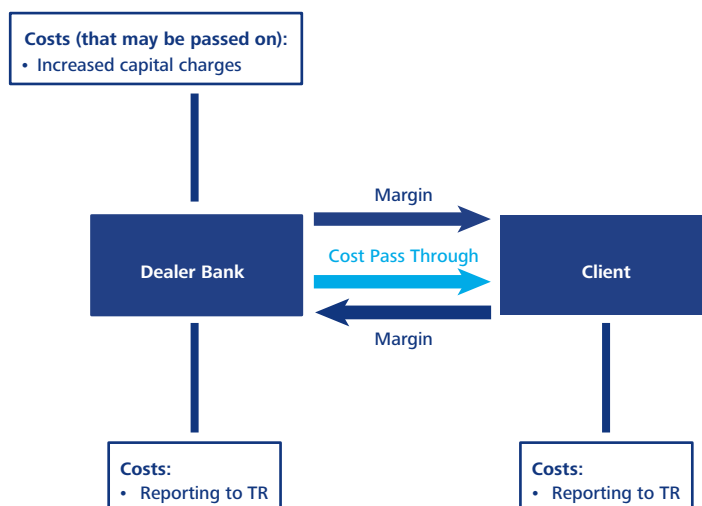 Costs (that may be passed on):
• Increased capital charges
Margin
Dealer Bank
Cost Pass Through
Client
Margin
Costs:
• Reporting to TR
Costs:
• Reporting to TR